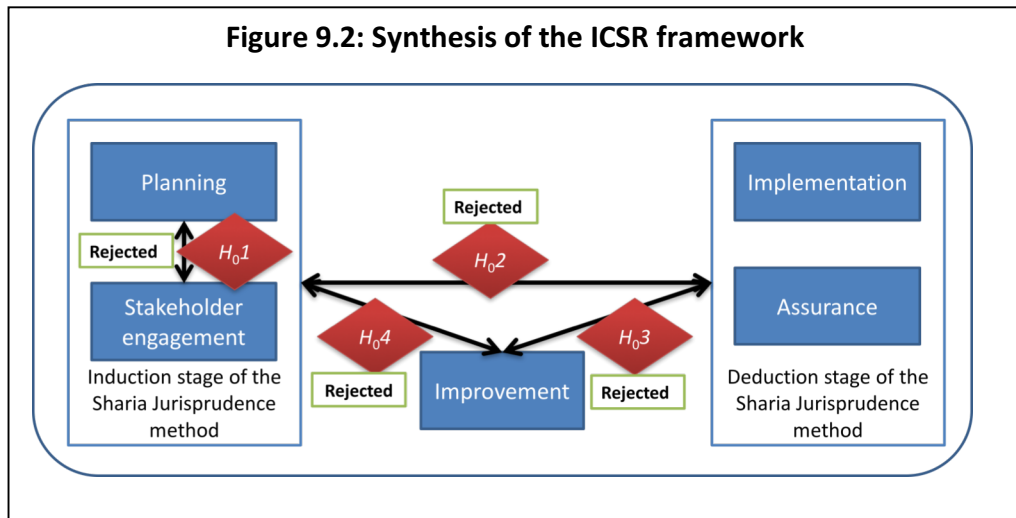 Figure 9.2: Synthesis of the ICSR framework
Planning
Rejected
H₀1
Stakeholder
engagement
Induction stage of the
Sharia Jurisprudence
method
Rejected
H₀2
H₀4
Rejected
Improvement
H₀3
Rejected
Implementation
Assurance
Deduction stage of the
Sharia Jurisprudence
method